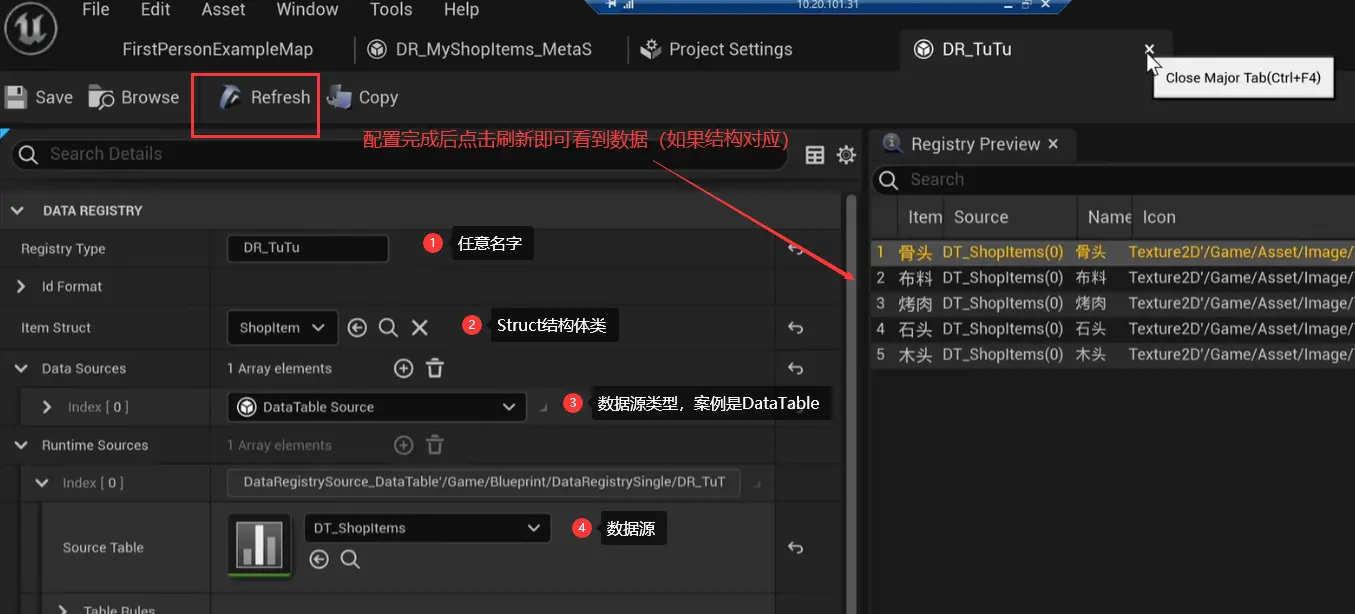 File Edit Asset Window Tools Help
10.20.101.31
FirstPersonExampleMap DR_MyShopItems_MetaS Project Settings DR_TuTu
Close Major Tab(Ctrl+F4)
Save Browse Refresh Copy
配置完成后点击刷新即可看到数据（如果结构对应）
Search Details
Registry Preview
Search
DATA REGISTRY
Item Source Name Icon
Registry Type DR_TuTu 1 任意名字
1 骨头 DT_ShopItems(0) 骨头 Texture2D'/Game/Asset/Image/
2 布料 DT_ShopItems(0) 布料 Texture2D'/Game/Asset/Image/
Id Format
3 烤肉 DT_ShopItems(0) 烤肉 Texture2D'/Game/Asset/Image/
Item Struct ShopItem 2 Struct结构体类
4 石头 DT_ShopItems(0) 石头 Texture2D'/Game/Asset/Image/
5 木头 DT_ShopItems(0) 木头 Texture2D'/Game/Asset/Image/
Data Sources 1 Array elements
Index [ 0 ] DataTable Source 3 数据源类型，案例是DataTable
Runtime Sources 1 Array elements
Index [ 0 ] DataRegistrySource_DataTable'/Game/Blueprint/DataRegistrySingle/DR_TuT
Source Table DT_ShopItems 4 数据源
Table Rules